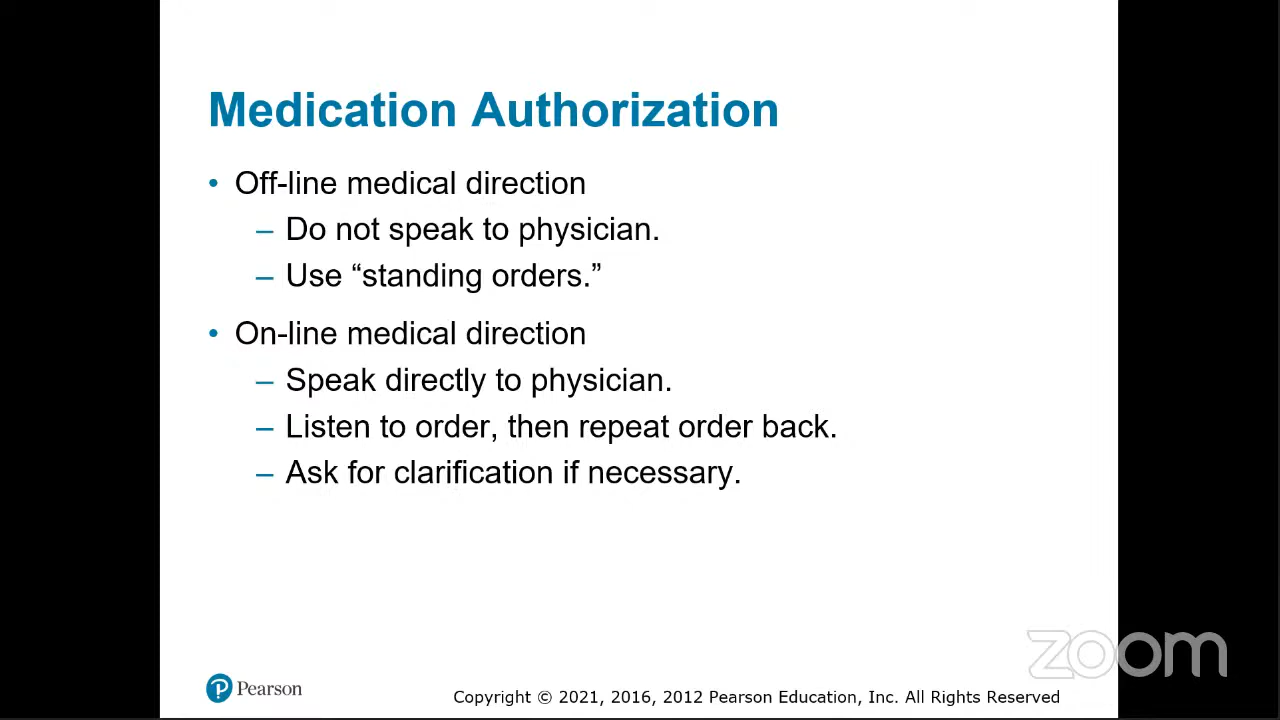 Medication Authorization
• Off-line medical direction
– Do not speak to physician.
– Use “standing orders.”
• On-line medical direction
– Speak directly to physician.
– Listen to order, then repeat order back.
– Ask for clarification if necessary.
zoom
Pearson
Copyright © 2021, 2016, 2012 Pearson Education, Inc. All Rights Reserved